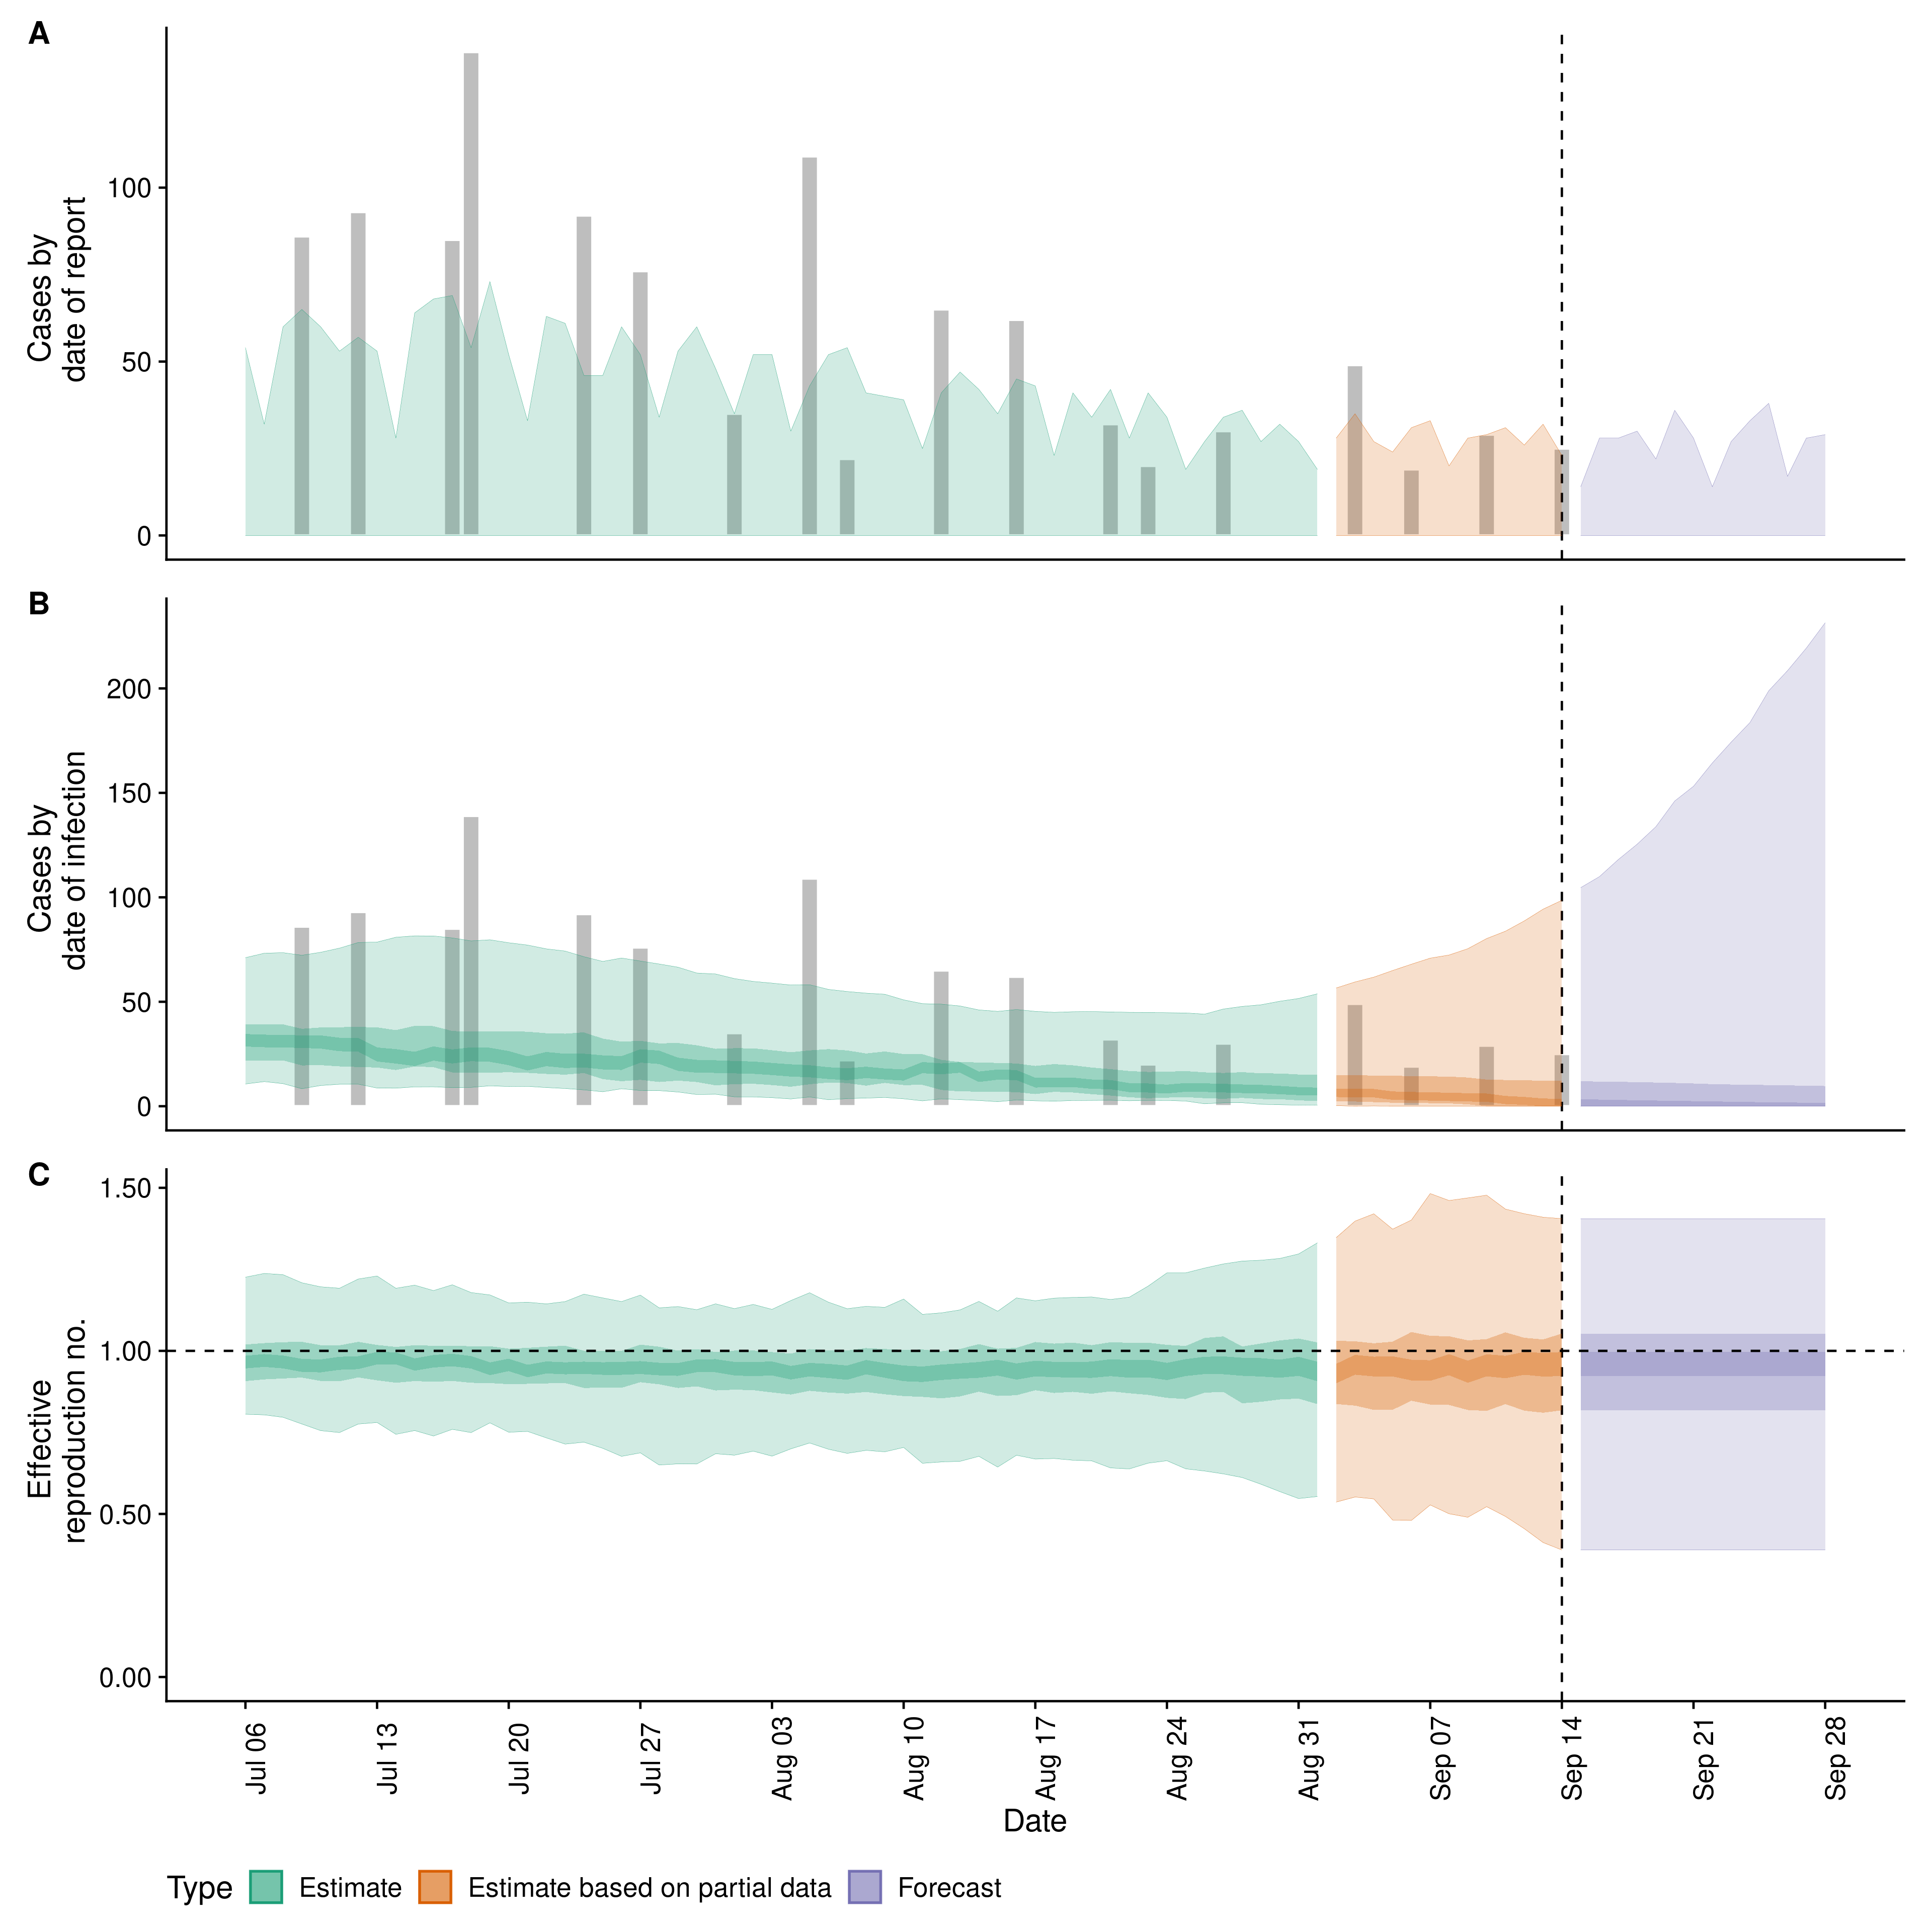 A
Cases by
date of report
100
50
0
B
Cases by
date of infection
200
150
100
50
0
C
Effective
reproduction no.
1.50
1.00
0.50
0.00
Jul 06
Jul 13
Jul 20
Jul 27
Aug 03
Aug 10
Aug 17
Aug 24
Aug 31
Sep 07
Sep 14
Sep 21
Sep 28
Date
Type Estimate Estimate based on partial data Forecast